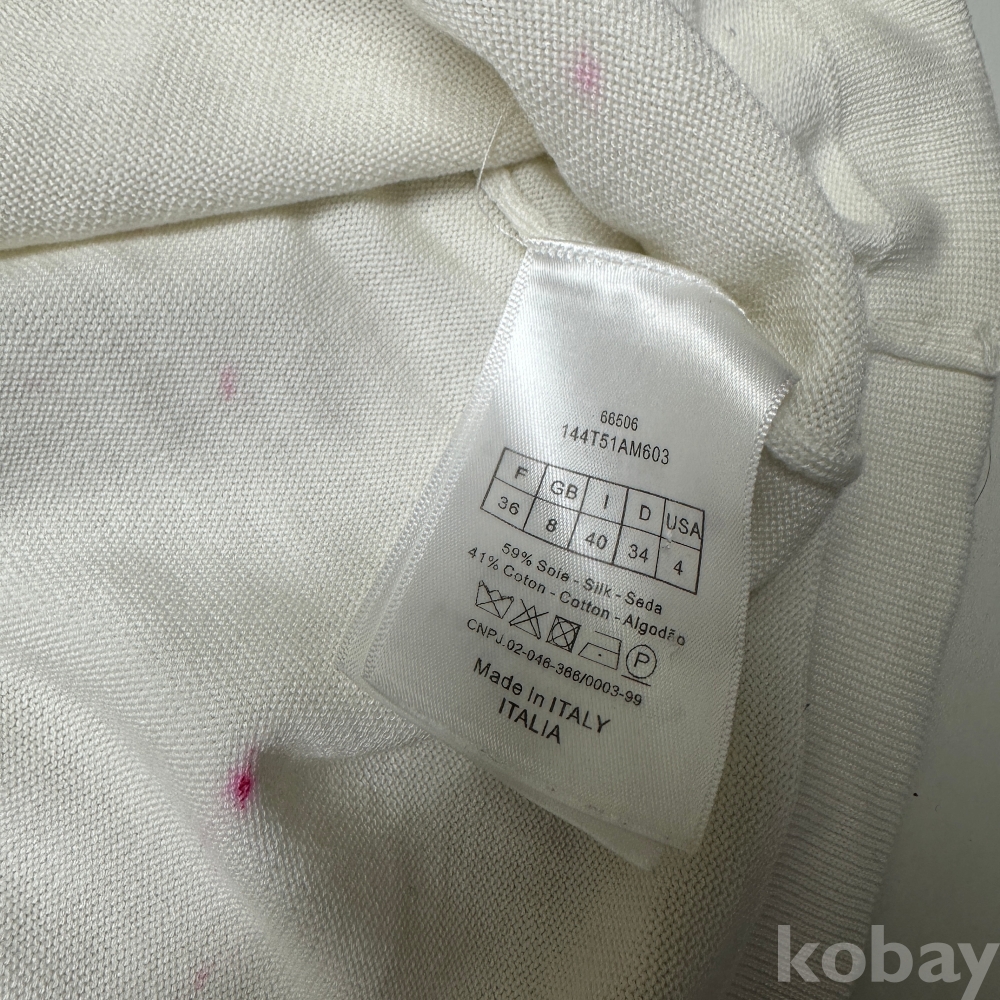 66506
144T51AM603
F GB I D USA
36 8 40 34 4
59% Soie - Silk - Seda
41% Coton - Cotton - Algodão
P
CNPJ.02-046-366/0003-99
Made in ITALY
ITALIA
kobay